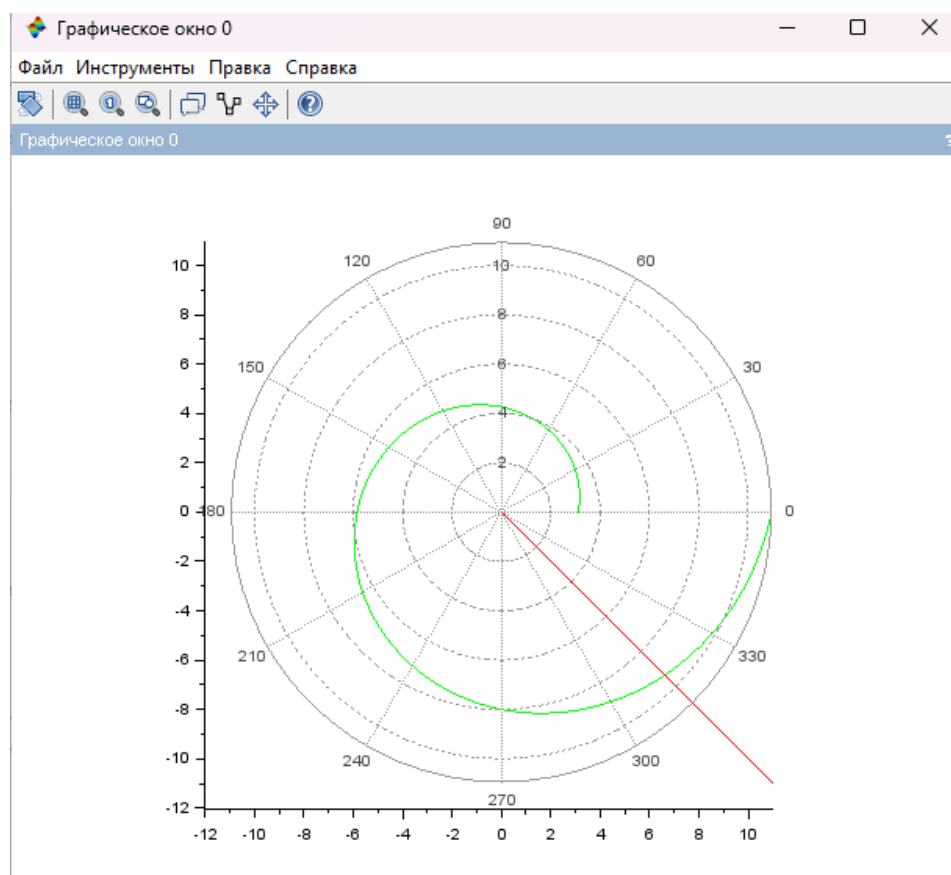 Графическое окно 0
Файл Инструменты Правка Справка
Графическое окно 0 ?
90
10 120 10 60
8 8
6 150 6 30
4 4
2 2
0 180 0
-2
-4
-6 210 330
-8
-10 240 300
-12 270
-12 -10 -8 -6 -4 -2 0 2 4 6 8 10